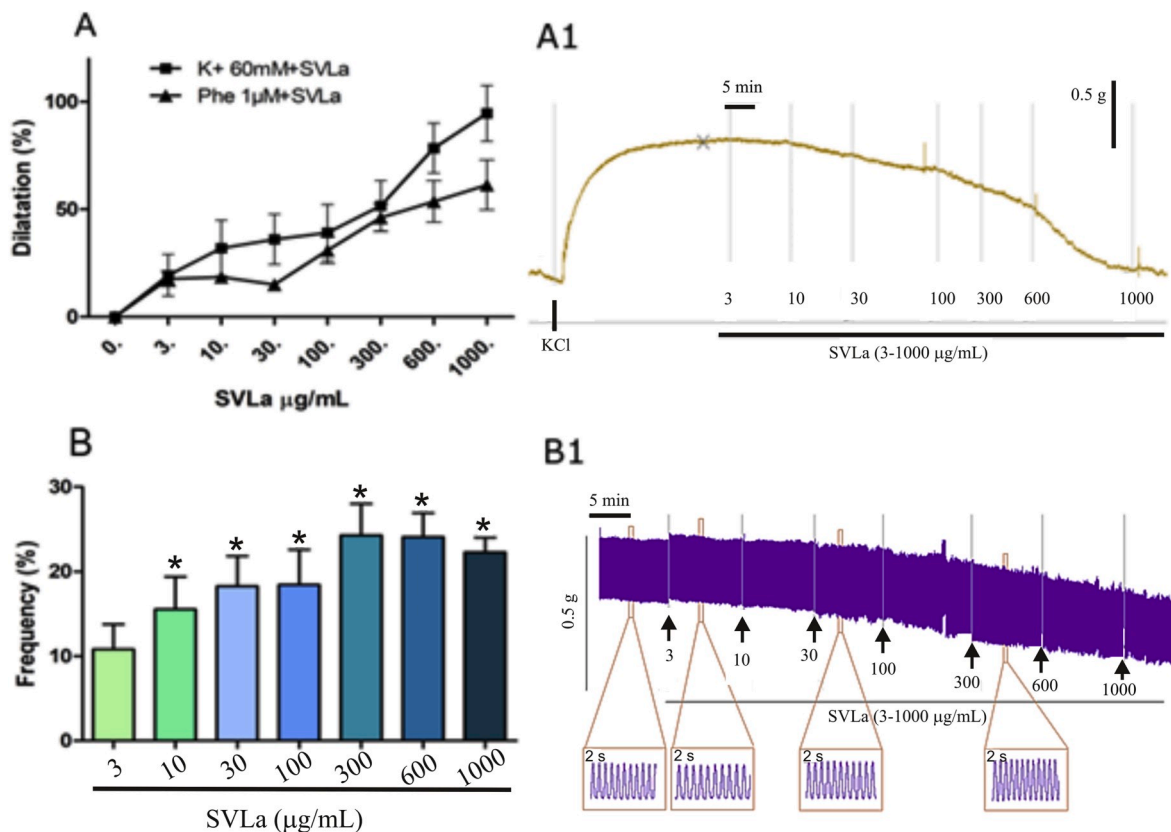 A
K+ 60mM+SVLa
Phe 1µM+SVLa
Dilatation (%)
100
50
0
0. 3. 10. 30. 100. 300. 600. 1000.
SVLa µg/mL
A1
5 min
0.5 g
3 10 30 100 300 600 1000
KCl
SVLa (3-1000 µg/mL)
B
Frequency (%)
30
20
10
0
* * * * * *
3 10 30 100 300 600 1000
SVLa (µg/mL)
B1
5 min
0.5 g
3 10 30 100 300 600 1000
SVLa (3-1000 µg/mL)
2 s 2 s 2 s 2 s